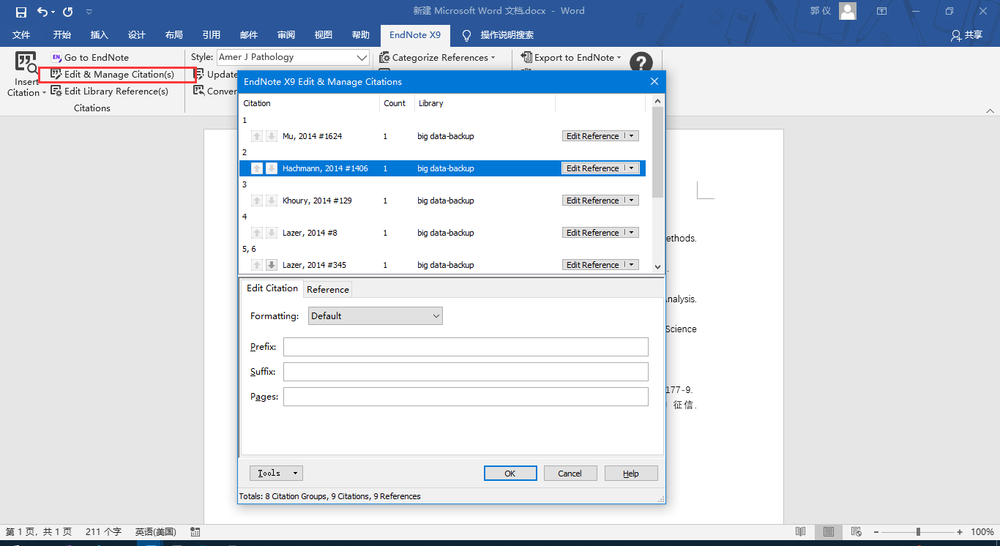 新建 Microsoft Word 文档.docx - Word
郭 仪
文件 开始 插入 设计 布局 引用 邮件 审阅 视图 帮助 EndNote X9 操作说明搜索 共享
Insert Citation
EN Go to EndNote
Edit & Manage Citation(s)
Edit Library Reference(s)
Citations
Style: Amer J Pathology
Update
Conver
Categorize References
Export to EndNote
?
EndNote X9 Edit & Manage Citations
Citation Count Library
1
Mu, 2014 #1624 1 big data-backup Edit Reference
2
Hachmann, 2014 #1406 1 big data-backup Edit Reference
3
Khoury, 2014 #129 1 big data-backup Edit Reference
4
Lazer, 2014 #8 1 big data-backup Edit Reference
5, 6
Lazer, 2014 #345 1 big data-backup Edit Reference
Edit Citation Reference
Formatting: Default
Prefix:
Suffix:
Pages:
Tools OK Cancel Help
Totals: 8 Citation Groups, 9 Citations, 9 References
ethods.
nalysis.
Science
177-9.
征信.
第 1 页，共 1 页 211 个字 英语(美国) 100%